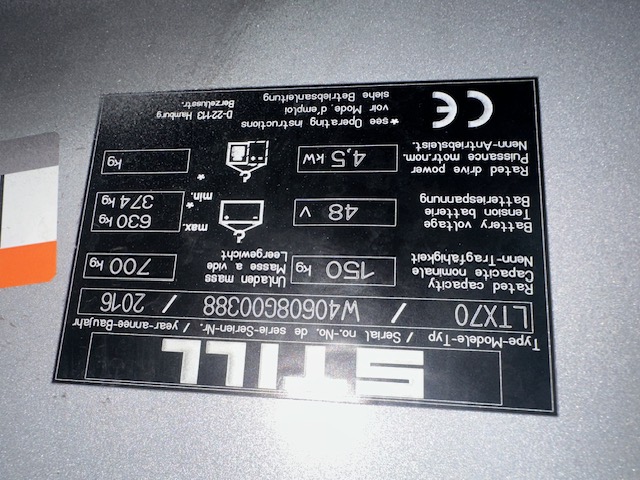 STILL
Type-Modele-Typ / Serial no.-No. de serie-Serien-Nr. / year-annee-Baujahr
LTX70 / W40608G00388 / 2016
Rated capacity
Capacite nominale
Nenn-Tragfähigkeit
150 kg
Unladen mass
Masse a vide
Leergewicht
700 kg
Battery voltage
Tension batterie
Batteriespannung
48 V
max. 630 kg
min. 374 kg
*
Rated drive power
Puissance motr.nom.
Nenn-Antriebsleist.
4,5 kW
*
kg
CE
*see Operating instructions
voir Mode d'emploi
siehe Betriebsanleitung
Berzeliusstr.
D-22113 Hamburg